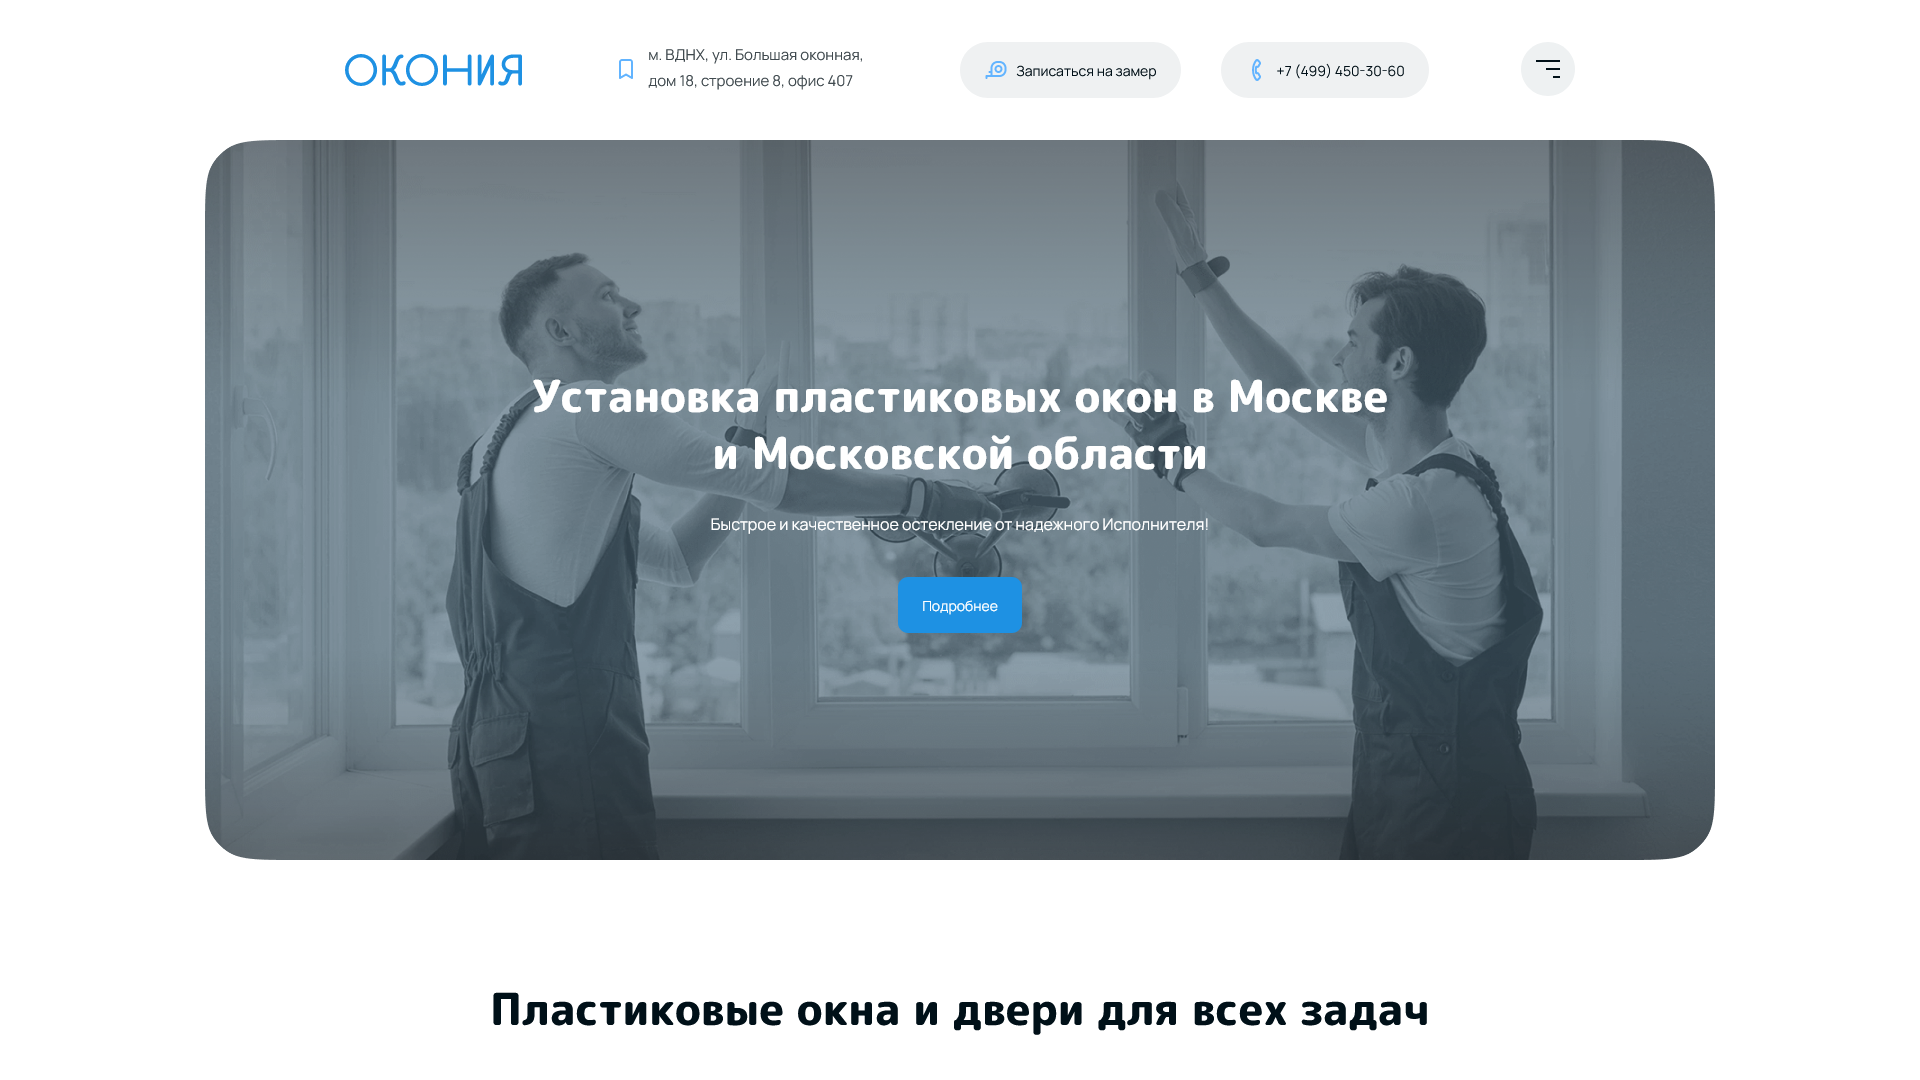 ОКОНИЯ
м. ВДНХ, ул. Большая оконная,
дом 18, строение 8, офис 407
Записаться на замер
+7 (499) 450-30-60
Установка пластиковых окон в Москве
и Московской области
Быстрое и качественное остекление от надежного Исполнителя!
Подробнее
Пластиковые окна и двери для всех задач